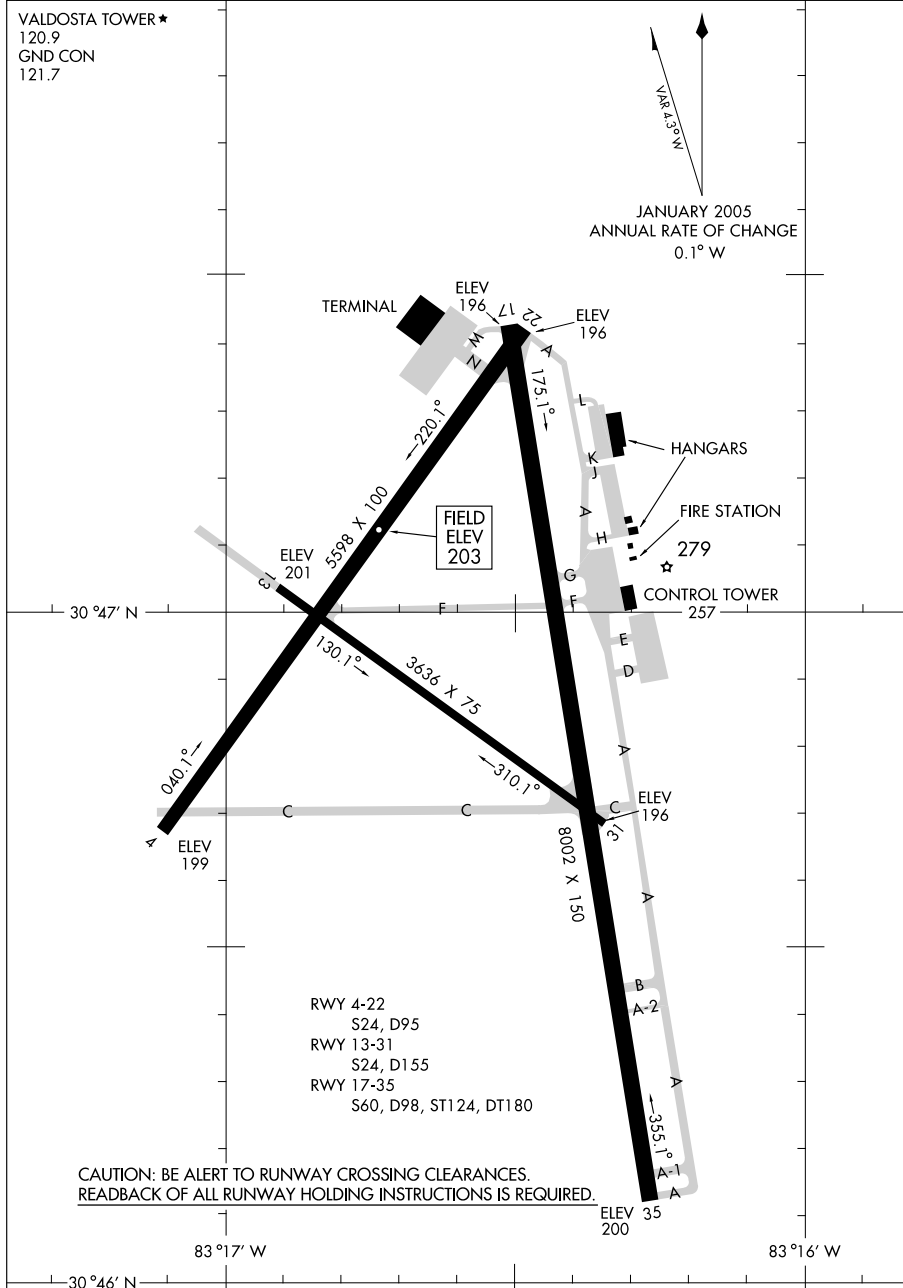 VALDOSTA TOWER★
120.9
GND CON
121.7
VAR 4.3° W
JANUARY 2005
ANNUAL RATE OF CHANGE
0.1° W
TERMINAL
ELEV
196
17
22
ELEV
196
W
N
A
175.1°
L
220.1°
HANGARS
K
J
5598 X 100
FIELD
ELEV
203
A
H
FIRE STATION
279
ELEV
201
13
G
CONTROL TOWER
257
30°47' N
F
F
E
D
130.1°
3636 X 75
A
040.1°
310.1°
C
C
C
ELEV
196
31
4
ELEV
199
8002 X 150
A
B
A-2
RWY 4-22
S24, D95
RWY 13-31
S24, D155
RWY 17-35
S60, D98, ST124, DT180
A
355.1°
A-1
A
CAUTION: BE ALERT TO RUNWAY CROSSING CLEARANCES.
READBACK OF ALL RUNWAY HOLDING INSTRUCTIONS IS REQUIRED.
ELEV
200
35
83°17' W
83°16' W
30°46' N